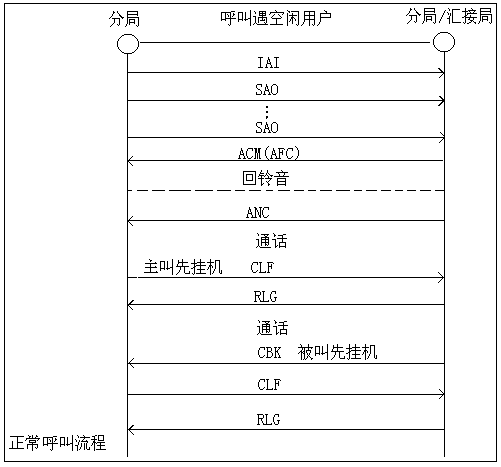 分局 呼叫遇空闲用户 分局/汇接局
IAI
SAO
SAO
ACM(AFC)
回铃音
ANC
通话
主叫先挂机 CLF
RLG
通话
CBK 被叫先挂机
CLF
RLG
正常呼叫流程